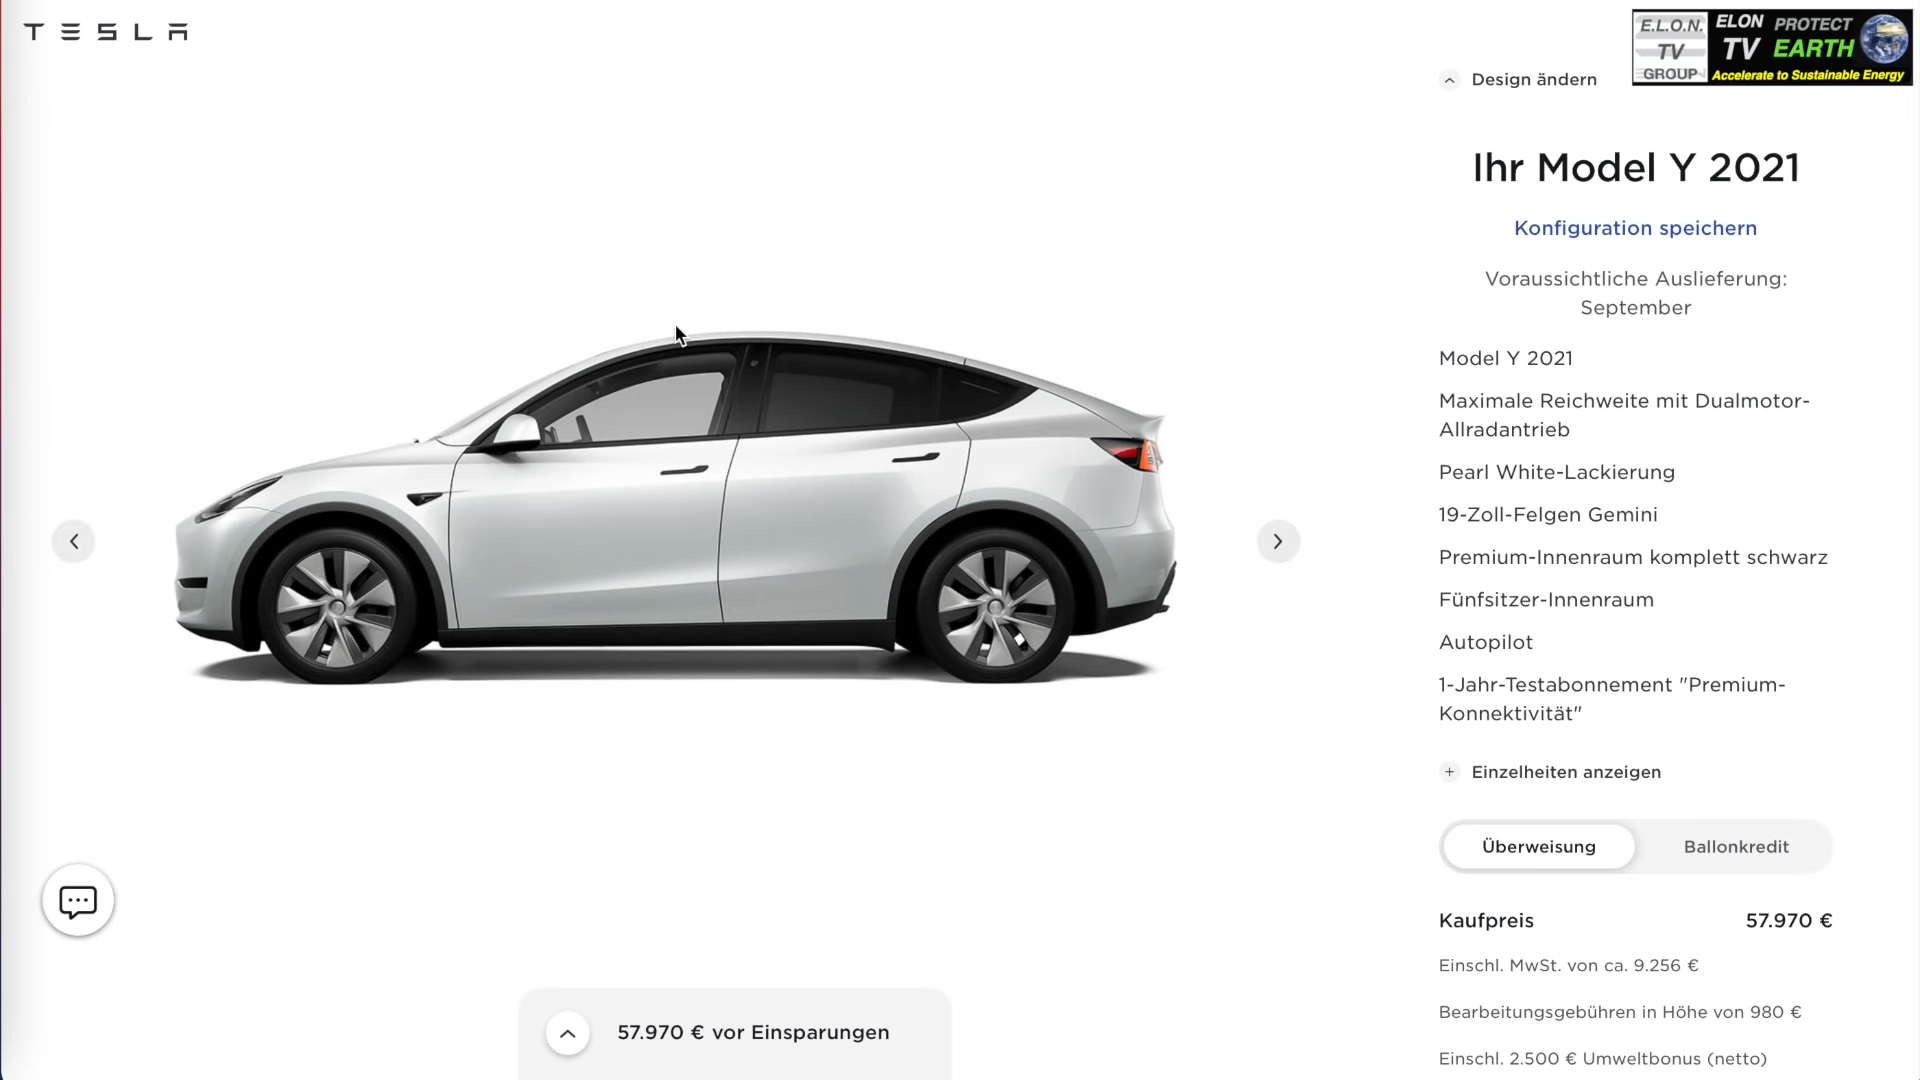 TESLA
E.L.O.N.
TV
GROUP
ELON
TV
PROTECT
EARTH
Accelerate to Sustainable Energy
Design ändern
Ihr Model Y 2021
Konfiguration speichern
Voraussichtliche Auslieferung:
September
Model Y 2021
Maximale Reichweite mit Dualmotor-
Allradantrieb
Pearl White-Lackierung
19-Zoll-Felgen Gemini
Premium-Innenraum komplett schwarz
Fünfsitzer-Innenraum
Autopilot
1-Jahr-Testabonnement "Premium-
Konnektivität"
+ Einzelheiten anzeigen
Überweisung Ballonkredit
Kaufpreis 57.970 €
Einschl. MwSt. von ca. 9.256 €
Bearbeitungsgebühren in Höhe von 980 €
Einschl. 2.500 € Umweltbonus (netto)
57.970 € vor Einsparungen